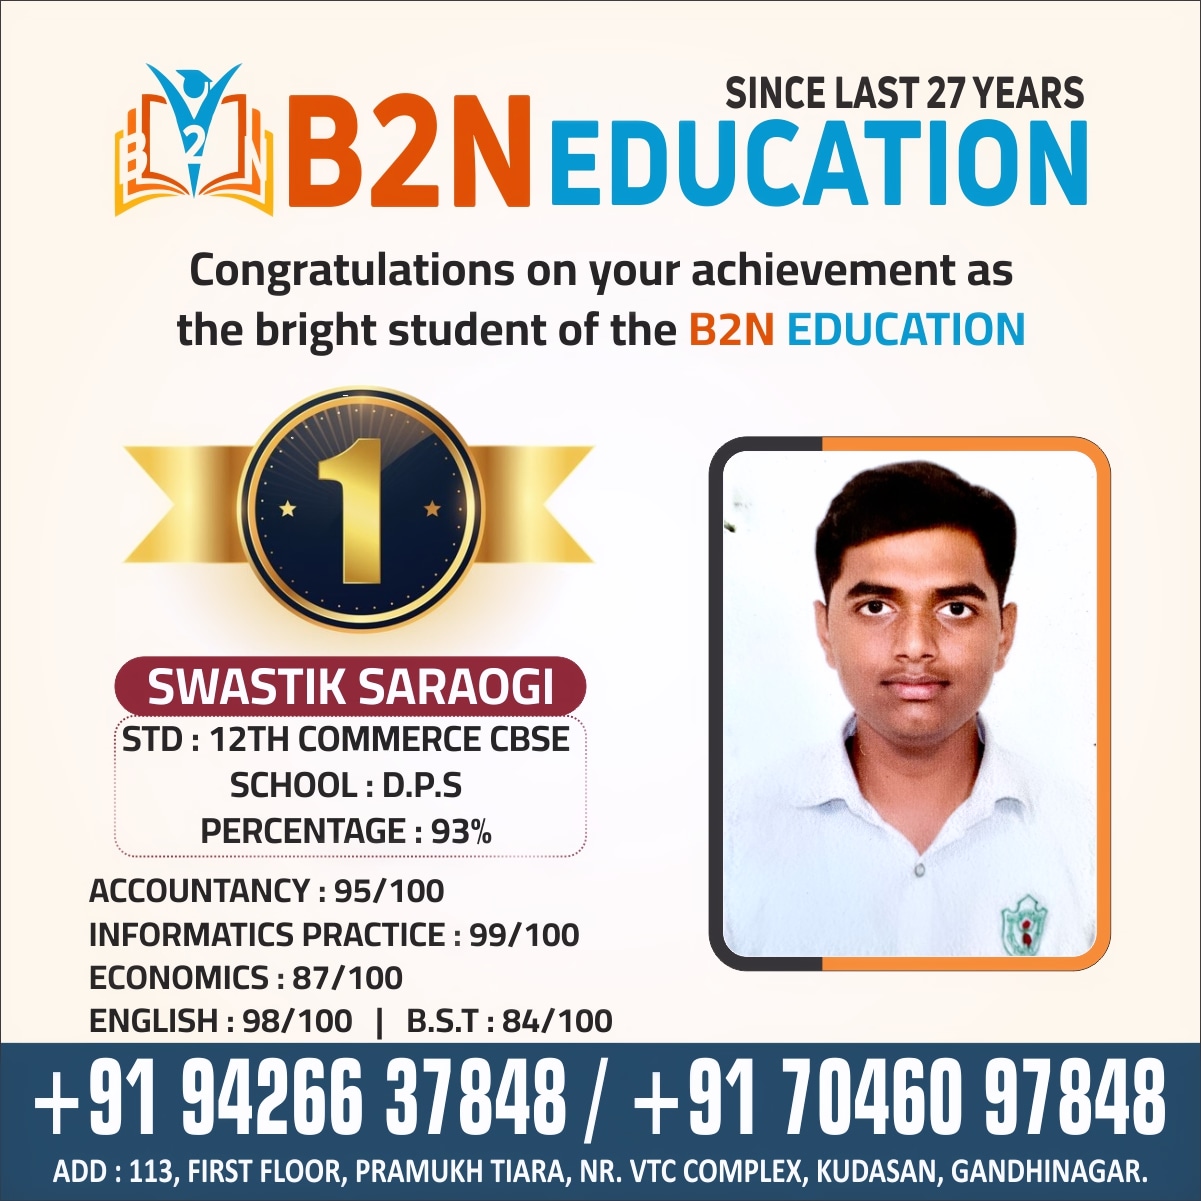 B 2 N
B2N EDUCATION
SINCE LAST 27 YEARS
Congratulations on your achievement as
the bright student of the B2N EDUCATION
1
SWASTIK SARAOGI
STD : 12TH COMMERCE CBSE
SCHOOL : D.P.S
PERCENTAGE : 93%
ACCOUNTANCY : 95/100
INFORMATICS PRACTICE : 99/100
ECONOMICS : 87/100
ENGLISH : 98/100 | B.S.T : 84/100
+91 94266 37848 / +91 70460 97848
ADD : 113, FIRST FLOOR, PRAMUKH TIARA, NR. VTC COMPLEX, KUDASAN, GANDHINAGAR.